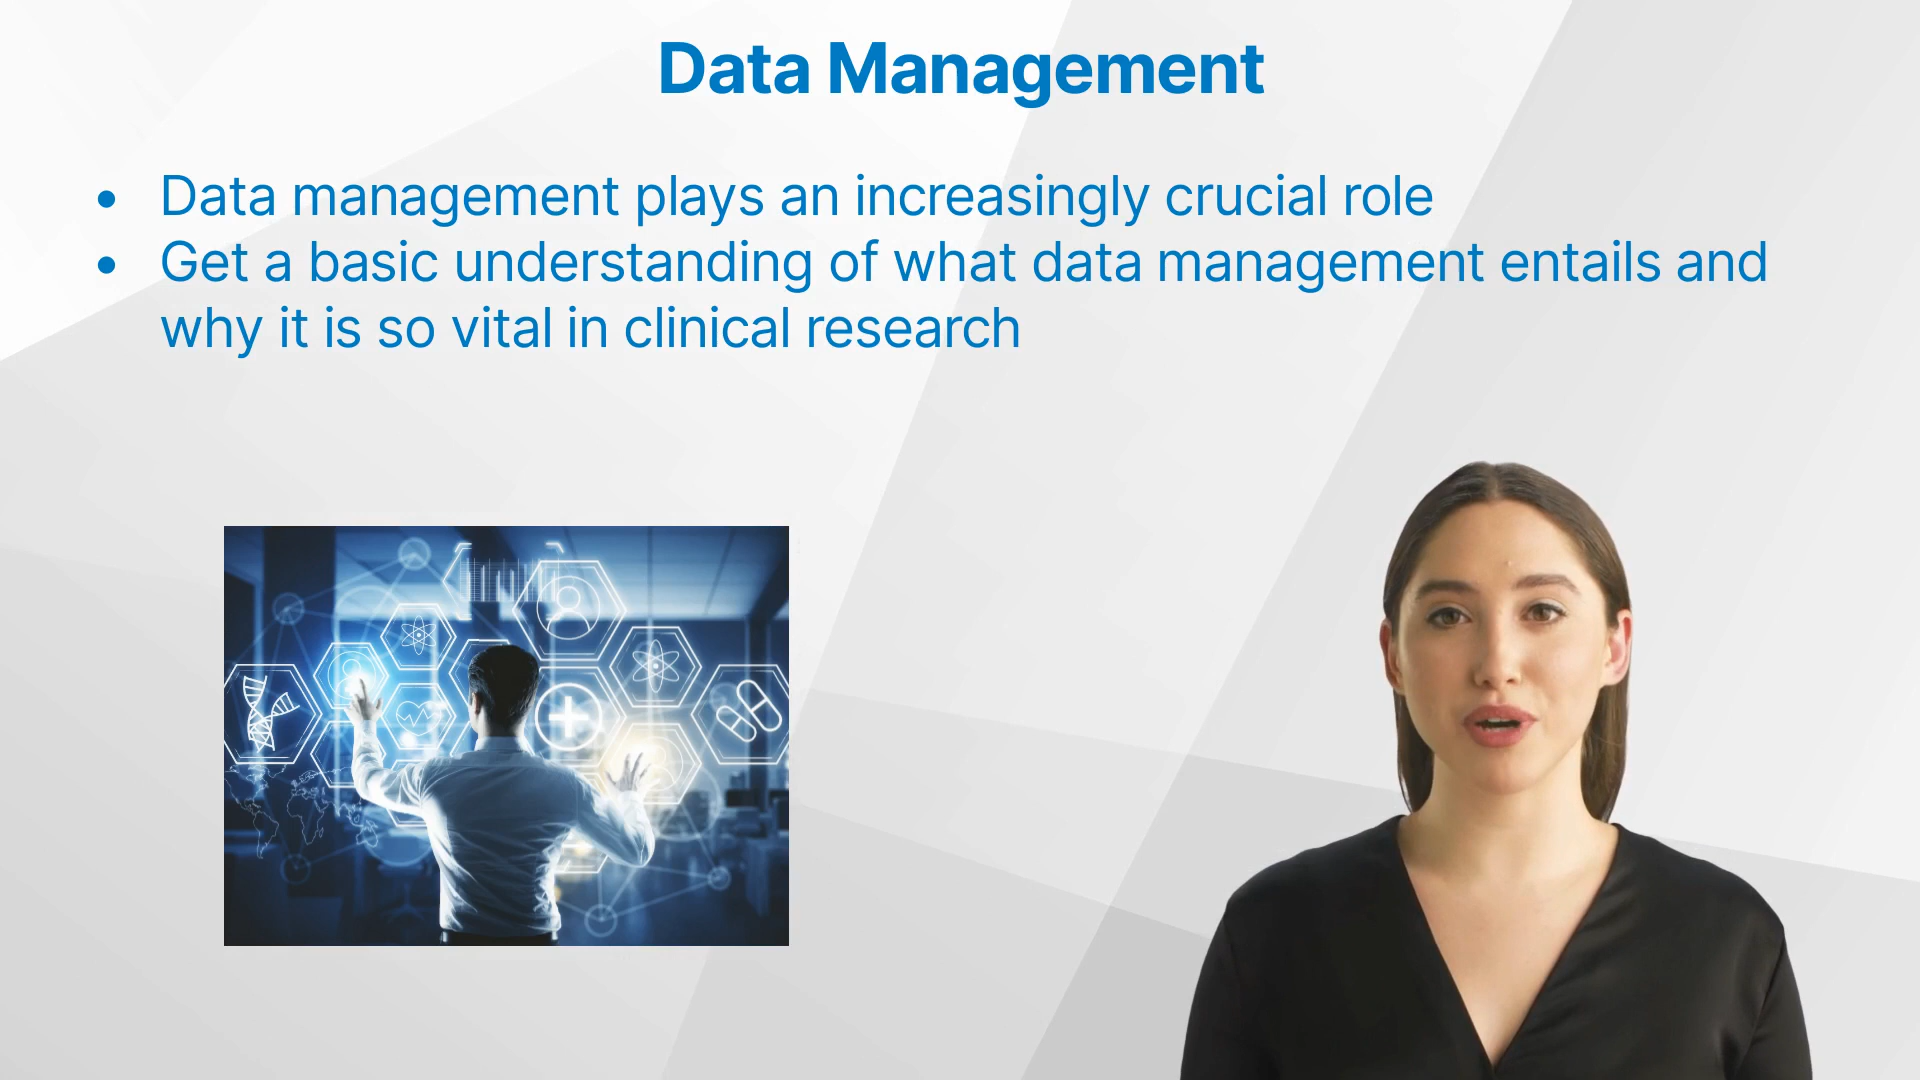 Data Management
• Data management plays an increasingly crucial role
• Get a basic understanding of what data management entails and
why it is so vital in clinical research